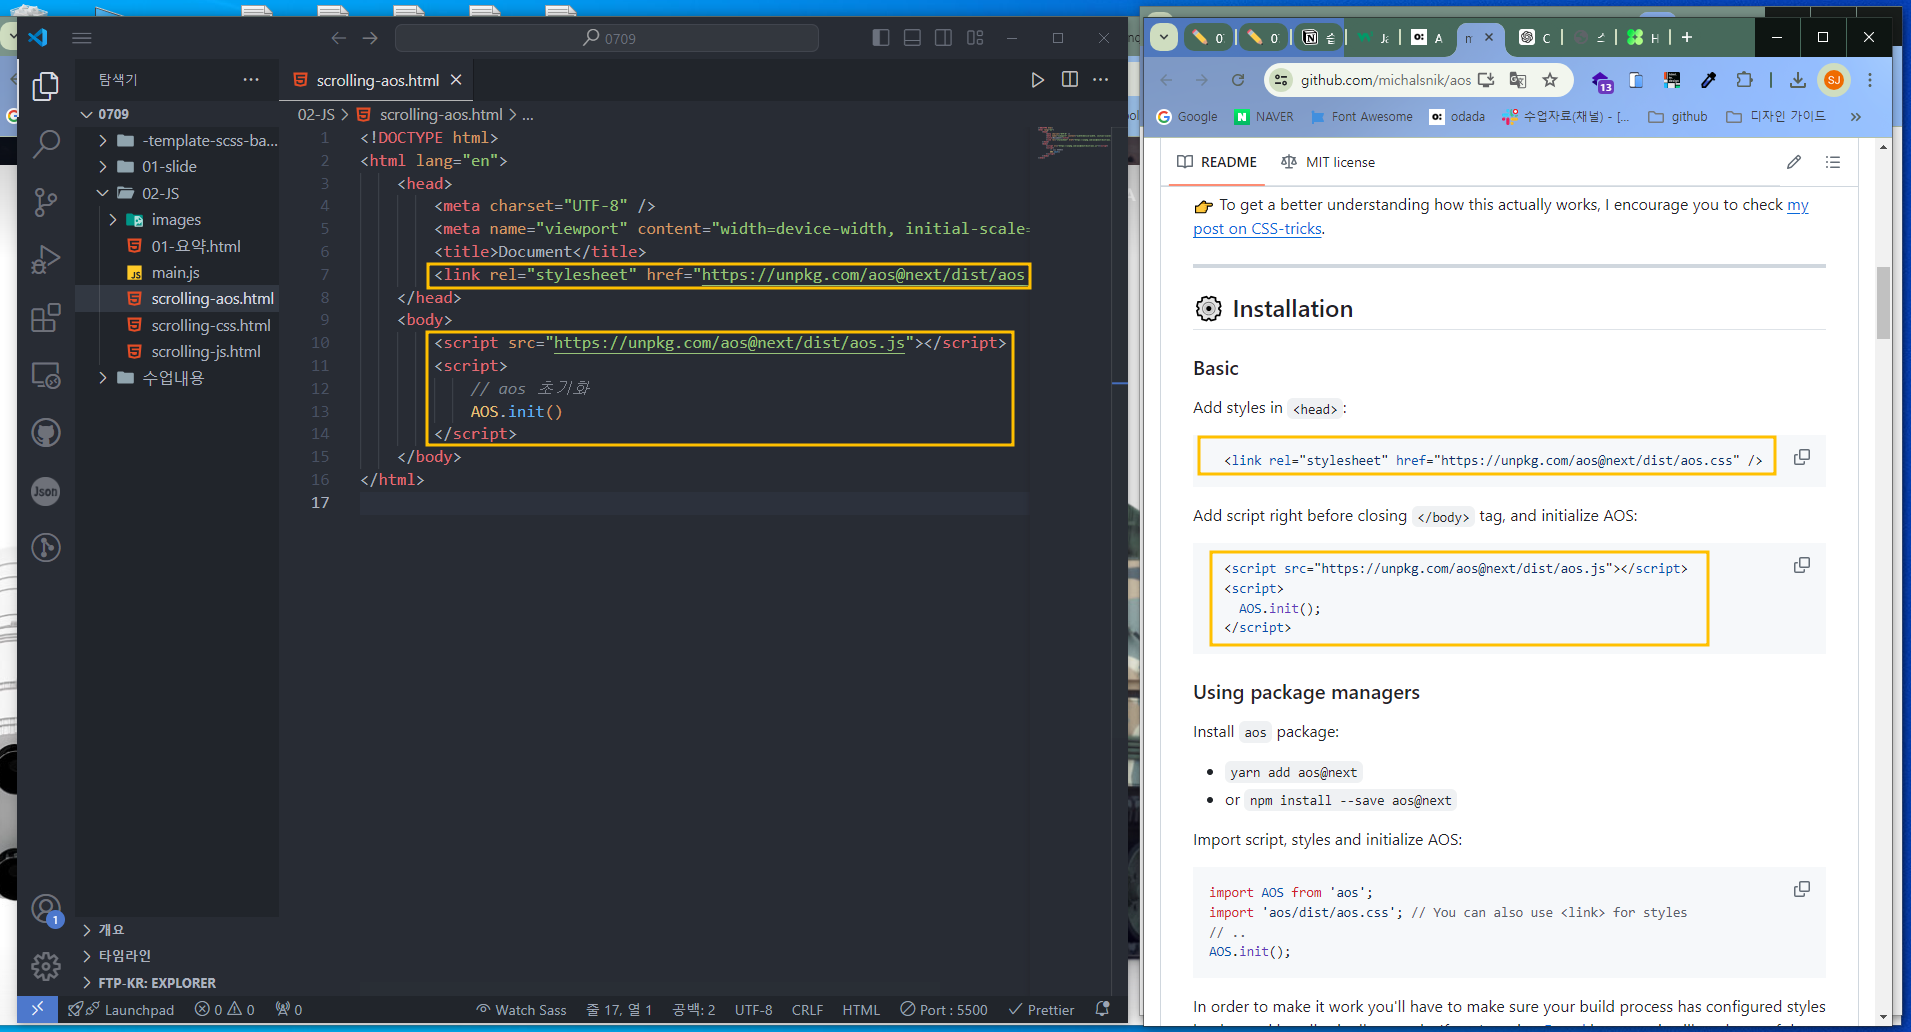 0709
탐색기
scrolling-aos.html
0709
-template-scss-ba...
01-slide
02-JS
images
01-요약.html
main.js
scrolling-aos.html
scrolling-css.html
scrolling-js.html
수업내용
개요
타임라인
FTP-KR: EXPLORER
Json
1
02-JS > scrolling-aos.html > ...
1 <!DOCTYPE html>
2 <html lang="en">
3 <head>
4 <meta charset="UTF-8" />
5 <meta name="viewport" content="width=device-width, initial-scale=
6 <title>Document</title>
7 <link rel="stylesheet" href="https://unpkg.com/aos@next/dist/aos
8 </head>
9 <body>
10 <script src="https://unpkg.com/aos@next/dist/aos.js"></script>
11 <script>
12 // aos 초기화
13 AOS.init()
14 </script>
15 </body>
16 </html>
17
Launchpad 0 0 0 Watch Sass 줄 17, 열 1 공백: 2 UTF-8 CRLF HTML Port : 5500 Prettier
github.com/michalsnik/aos
13
SJ
Google NAVER Font Awesome odada 수업자료(채널) - [... github 디자인 가이드 »
README MIT license
To get a better understanding how this actually works, I encourage you to check my
post on CSS-tricks.
Installation
Basic
Add styles in <head>:
<link rel="stylesheet" href="https://unpkg.com/aos@next/dist/aos.css" />
Add script right before closing </body> tag, and initialize AOS:
<script src="https://unpkg.com/aos@next/dist/aos.js"></script>
<script>
AOS.init();
</script>
Using package managers
Install aos package:
• yarn add aos@next
• or npm install --save aos@next
Import script, styles and initialize AOS:
import AOS from 'aos';
import 'aos/dist/aos.css'; // You can also use <link> for styles
// ..
AOS.init();
In order to make it work you'll have to make sure your build process has configured styles